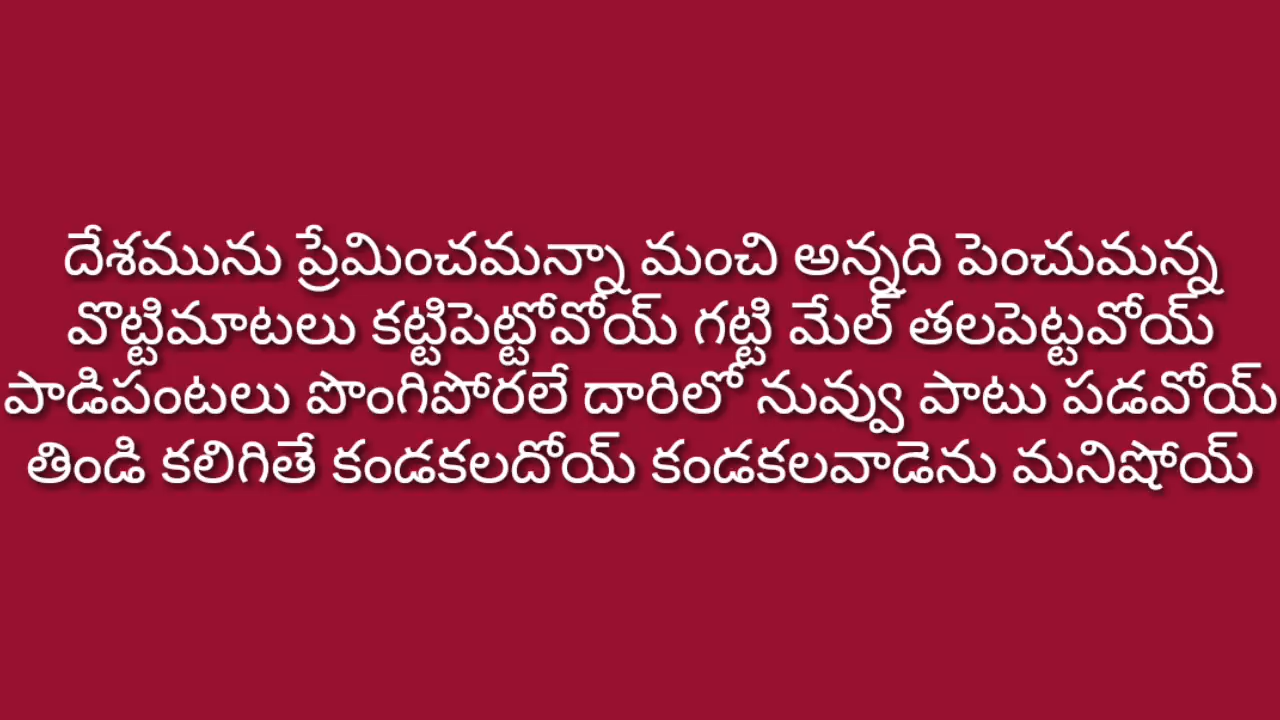 దేశమును ప్రేమించమన్నా మంచి అన్నది పెంచుమన్న
వొట్టిమాటలు కట్టిపెట్టోవోయ్ గట్టి మేల్ తలపెట్టవోయ్
పాడిపంటలు పొంగిపోరలే దారిలో నువ్వు పాటు పడవోయ్
తిండి కలిగితే కండకలదోయ్ కండకలవాడెను మనిషోయ్